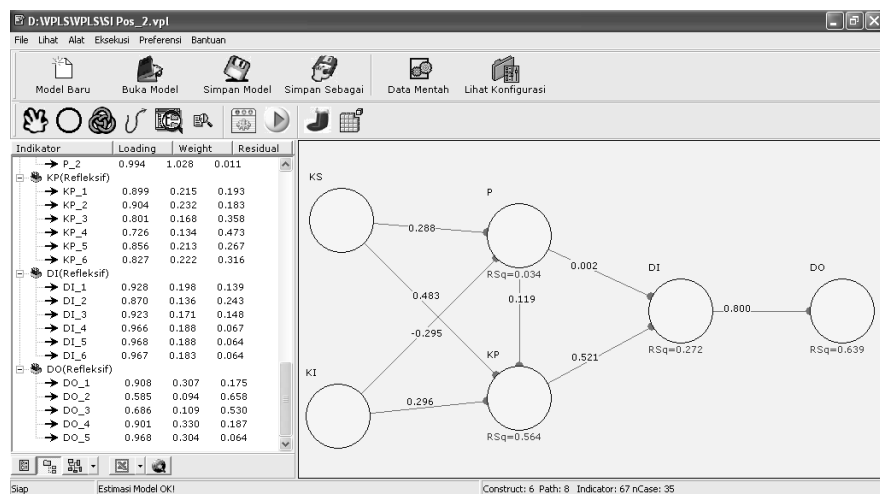 D:\VPLS\VPLS\SI Pos_2.vpl
File Lihat Alat Eksekusi Preferensi Bantuan
Model Baru Buka Model Simpan Model Simpan Sebagai Data Mentah Lihat Konfigurasi
Indikator Loading Weight Residual
P_2 0.994 1.028 0.011
KP(Refleksif)
KP_1 0.899 0.215 0.193
KP_2 0.904 0.232 0.183
KP_3 0.801 0.168 0.358
KP_4 0.726 0.134 0.473
KP_5 0.856 0.213 0.267
KP_6 0.827 0.222 0.316
DI(Refleksif)
DI_1 0.928 0.198 0.139
DI_2 0.870 0.136 0.243
DI_3 0.923 0.171 0.148
DI_4 0.966 0.188 0.067
DI_5 0.968 0.188 0.064
DI_6 0.967 0.183 0.064
DO(Refleksif)
DO_1 0.908 0.307 0.175
DO_2 0.585 0.094 0.658
DO_3 0.686 0.109 0.530
DO_4 0.901 0.330 0.187
DO_5 0.968 0.304 0.064
KS
P
0.288
RSq=0.034
0.002
DI
DO
0.483
0.119
-0.295
0.800
KP
0.521
RSq=0.272
RSq=0.639
KI
0.296
RSq=0.564
Siap Estimasi Model OK! Construct: 6 Path: 8 Indicator: 67 nCase: 35